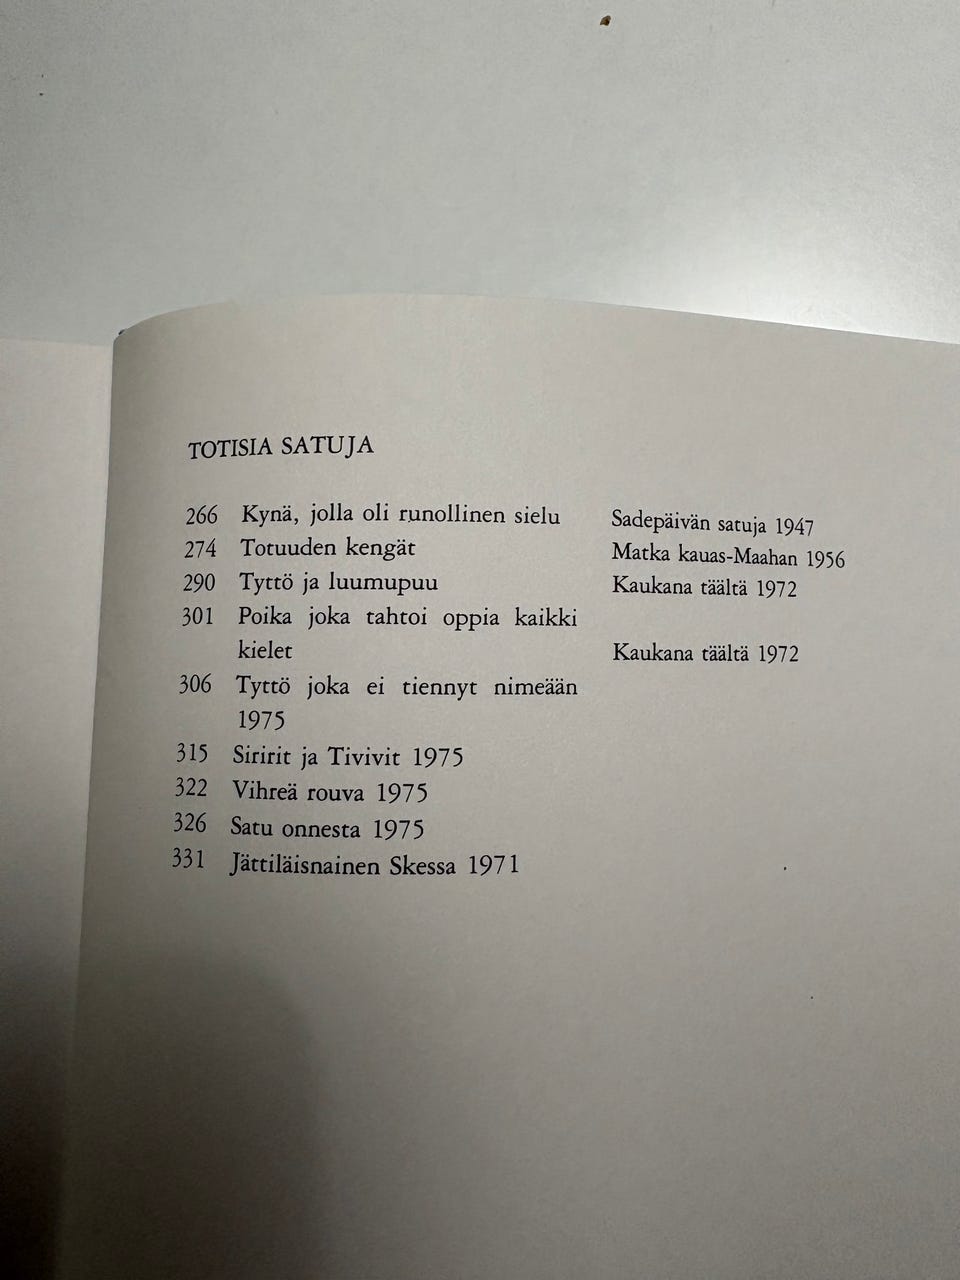 TOTISIA SATUJA
266 Kynä, jolla oli runollinen sielu Sadepäivän satuja 1947
274 Totuuden kengät Matka kauas-Maahan 1956
290 Tyttö ja luumupuu Kaukana täältä 1972
301 Poika joka tahtoi oppia kaikki
kielet Kaukana täältä 1972
306 Tyttö joka ei tiennyt nimeään
1975
315 Siririt ja Tivivit 1975
322 Vihreä rouva 1975
326 Satu onnesta 1975
331 Jättiläisnainen Skessa 1971